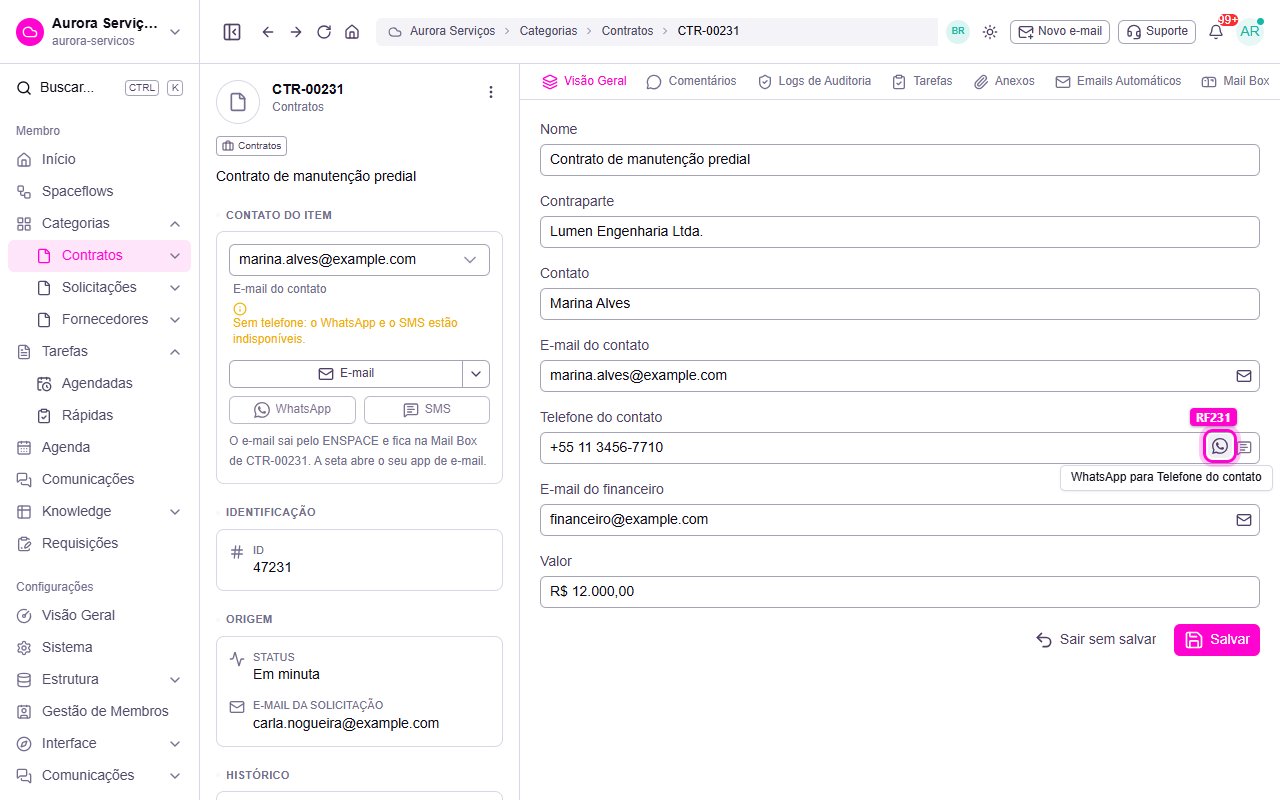 Aurora Serviç...
aurora-servicos
Aurora Serviços
Categorias
Contratos
CTR-00231
BR
Novo e-mail
Suporte
99+
AR
Buscar...
CTRL
K
Membro
Início
Spaceflows
Categorias
Contratos
Solicitações
Fornecedores
Tarefas
Agendadas
Rápidas
Agenda
Comunicações
Knowledge
Requisições
Configurações
Visão Geral
Sistema
Estrutura
Gestão de Membros
Interface
Comunicações
CTR-00231
Contratos
Contratos
Contrato de manutenção predial
CONTATO DO ITEM
marina.alves@example.com
E-mail do contato
Sem telefone: o WhatsApp e o SMS estão
indisponíveis.
E-mail
WhatsApp
SMS
O e-mail sai pelo ENSPACE e fica na Mail Box
de CTR-00231. A seta abre o seu app de e-mail.
IDENTIFICAÇÃO
ID
47231
ORIGEM
STATUS
Em minuta
E-MAIL DA SOLICITAÇÃO
carla.nogueira@example.com
HISTÓRICO
Visão Geral
Comentários
Logs de Auditoria
Tarefas
Anexos
Emails Automáticos
Mail Box
Nome
Contrato de manutenção predial
Contraparte
Lumen Engenharia Ltda.
Contato
Marina Alves
E-mail do contato
marina.alves@example.com
Telefone do contato
RF231
+55 11 3456-7710
WhatsApp para Telefone do contato
E-mail do financeiro
financeiro@example.com
Valor
R$ 12.000,00
Sair sem salvar
Salvar